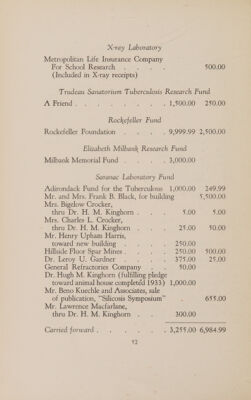 X-ray Laboratory
Metropolitan Life Insurance Company
For School Research . . . . 500.00
(Included in X-ray receipts)
Trudeau Sanatorium Tuberculosis Research Fund
A Friend . . . . . . . 1,500.00 250.00
Rockefeller Fund
Rockefeller Foundation . . . . 9,999.99 2,500.00
Elizabeth Milbank Research Fund
Milbank Memorial Fund . . . . 3,000.00
Saranac Laboratory Fund
Adirondack Fund for the Tuberculous 1,000.00 249.99
Mr. and Mrs. Frank B. Black, for building 5,500.00
Mrs. Bigelow Crocker,
thru Dr. H. M. Kinghorn . . . 5.00 5.00
Mrs. Charles L. Crocker,
thru Dr. H. M. Kinghorn . . . 25.00 50.00
Mr. Henry Upham Harris,
toward new building . . . . 250.00
Hillside Fluor Spar Mines . . . . 250.00 500.00
Dr. Leroy U. Gardner . . . . 375.00 25.00
General Refractories Company . . 50.00
Dr. Hugh M. Kinghorn (fulfilling pledge
toward animal house completed 1933) 1,000.00
Mr. Beno Kuechle and Associates, sale
of publication, "Silicosis Symposium" . 655.00
Mr. Lawrence Macfarlane,
thru Dr. H. M. Kinghorn . . . 300.00
Carried forward . . . . . . 3,255.00 6,984.99
12